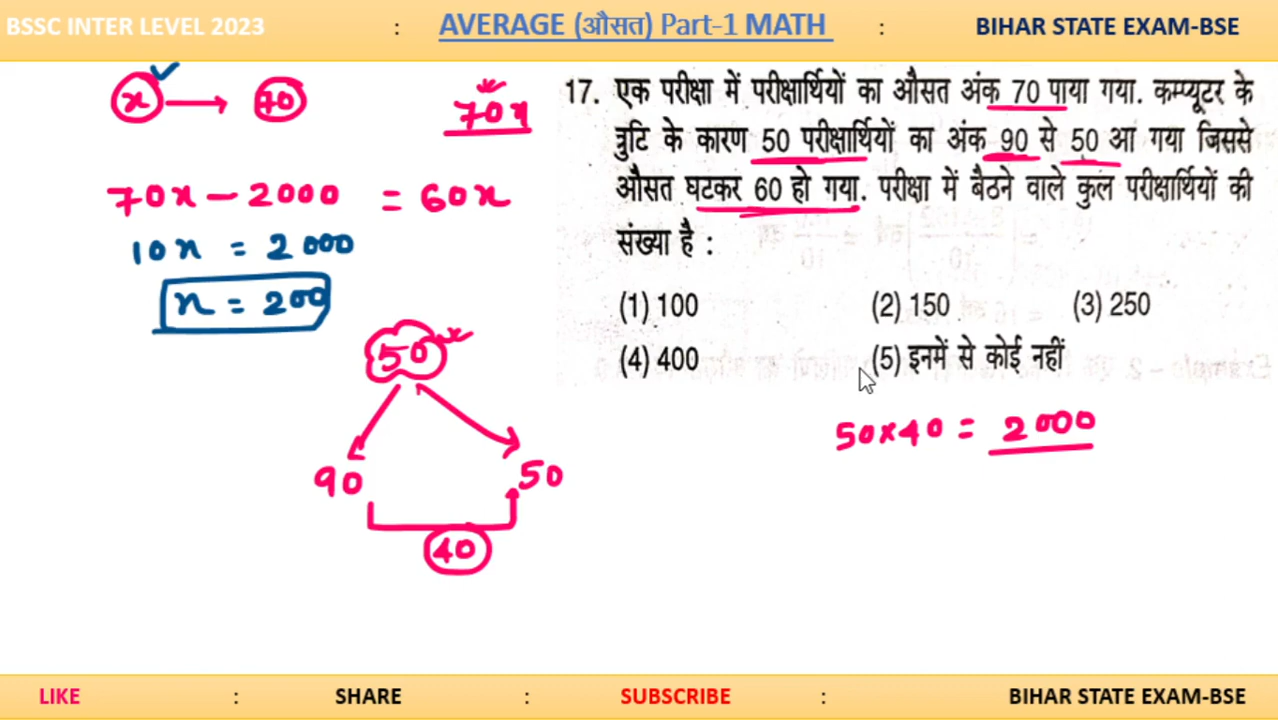 BSSC INTER LEVEL 2023 : AVERAGE (औसत) Part-1 MATH : BIHAR STATE EXAM-BSE
x → 70
70x
70x - 2000 = 60x
10x = 2000
x = 200
50
90 50
40
17. एक परीक्षा में परीक्षार्थियों का औसत अंक 70 पाया गया. कम्प्यूटर के
त्रुटि के कारण 50 परीक्षार्थियों का अंक 90 से 50 आ गया जिससे
औसत घटकर 60 हो गया. परीक्षा में बैठने वाले कुल परीक्षार्थियों की
संख्या है :
(1) 100 (2) 150 (3) 250
(4) 400 (5) इनमें से कोई नहीं
50×40 = 2000
LIKE : SHARE : SUBSCRIBE : BIHAR STATE EXAM-BSE